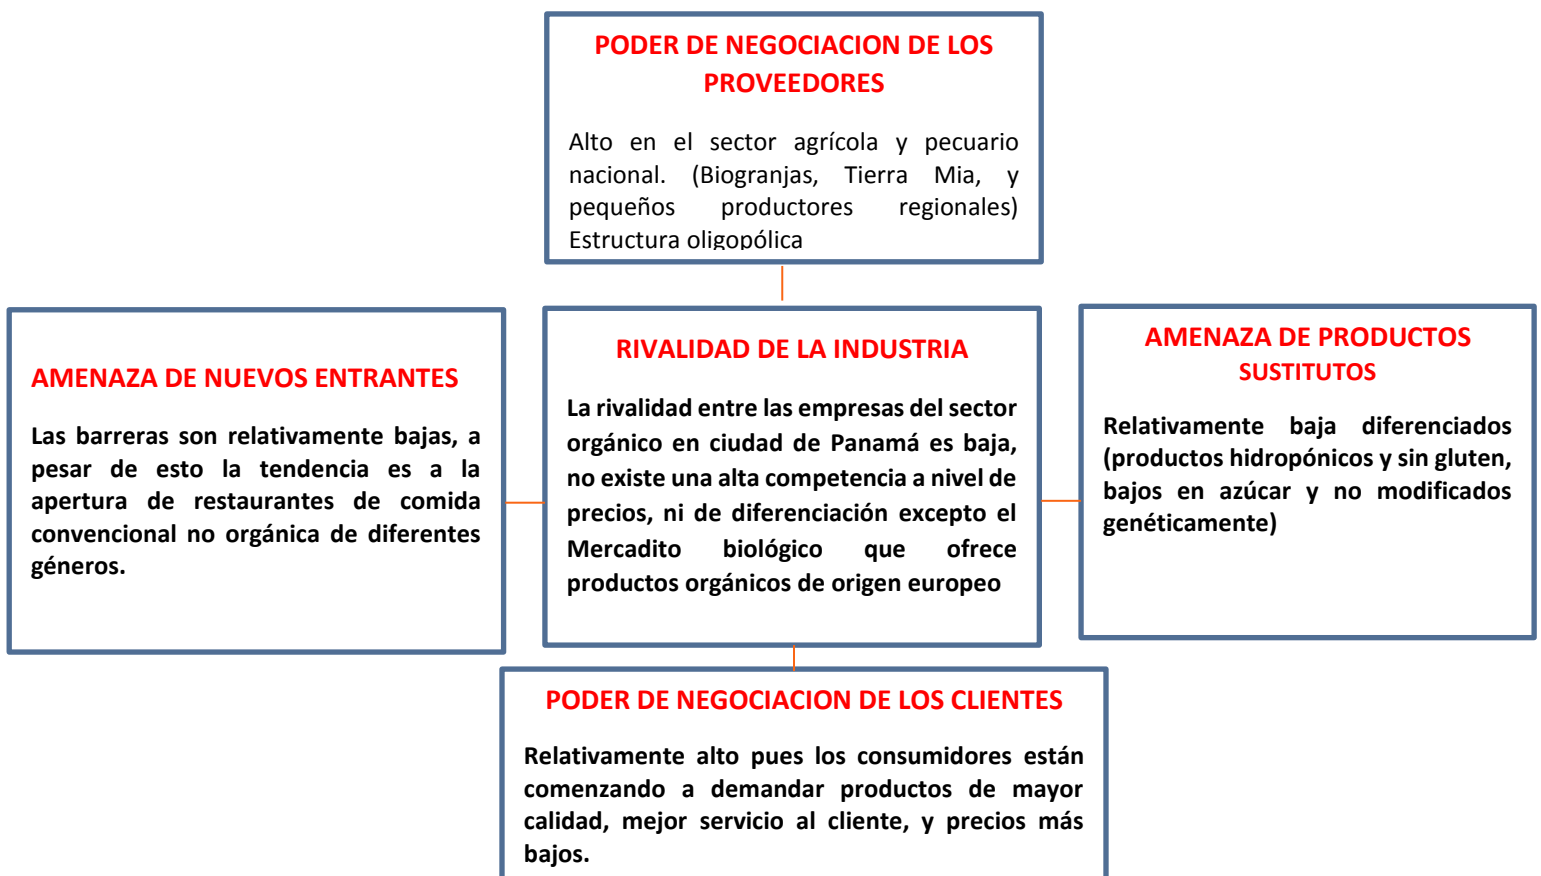 PODER DE NEGOCIACION DE LOS
PROVEEDORES
Alto en el sector agrícola y pecuario
nacional. (Biogranjas, Tierra Mia, y
pequeños productores regionales)
Estructura oligopólica
AMENAZA DE NUEVOS ENTRANTES
Las barreras son relativamente bajas, a
pesar de esto la tendencia es a la
apertura de restaurantes de comida
convencional no orgánica de diferentes
géneros.
RIVALIDAD DE LA INDUSTRIA
La rivalidad entre las empresas del sector
orgánico en ciudad de Panamá es baja,
no existe una alta competencia a nivel de
precios, ni de diferenciación excepto el
Mercadito biológico que ofrece
productos orgánicos de origen europeo
AMENAZA DE PRODUCTOS
SUSTITUTOS
Relativamente baja diferenciados
(productos hidropónicos y sin gluten,
bajos en azúcar y no modificados
genéticamente)
PODER DE NEGOCIACION DE LOS CLIENTES
Relativamente alto pues los consumidores están
comenzando a demandar productos de mayor
calidad, mejor servicio al cliente, y precios más
bajos.